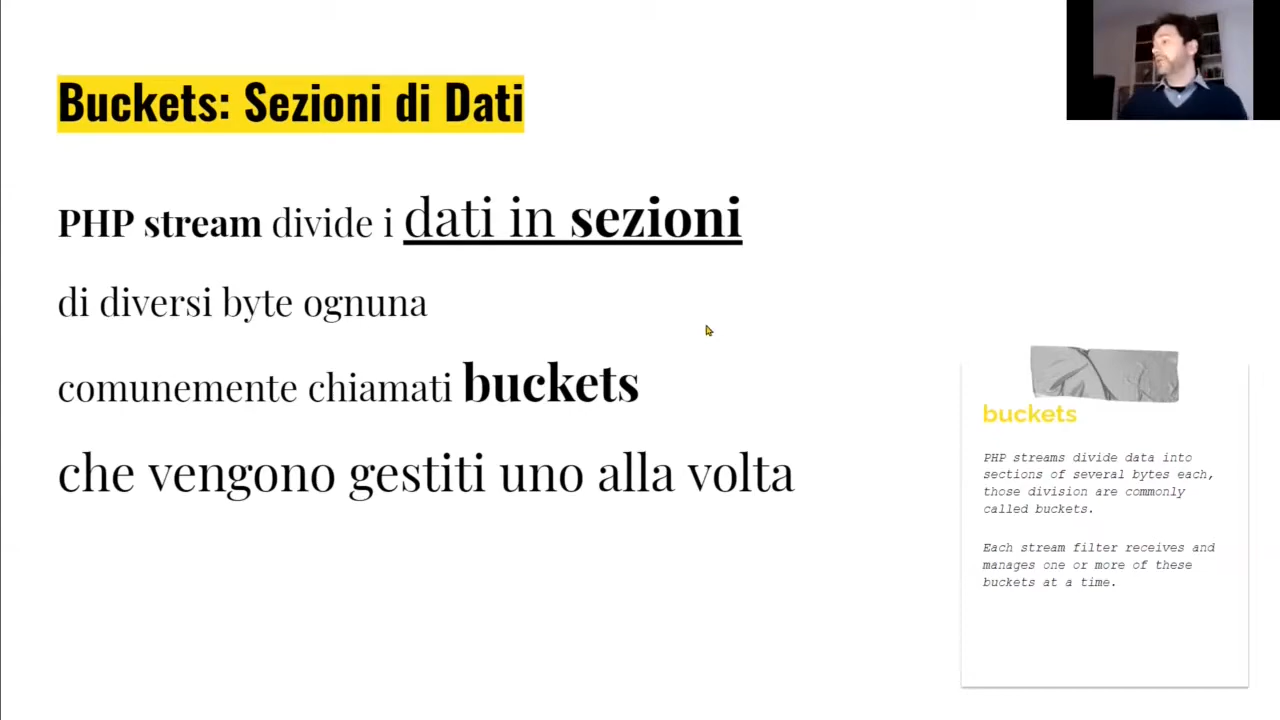 Buckets: Sezioni di Dati
PHP stream divide i dati in sezioni
di diversi byte ognuna
comunemente chiamati buckets
che vengono gestiti uno alla volta
buckets
PHP streams divide data into
sections of several bytes each,
those division are commonly
called buckets.
Each stream filter receives and
manages one or more of these
buckets at a time.